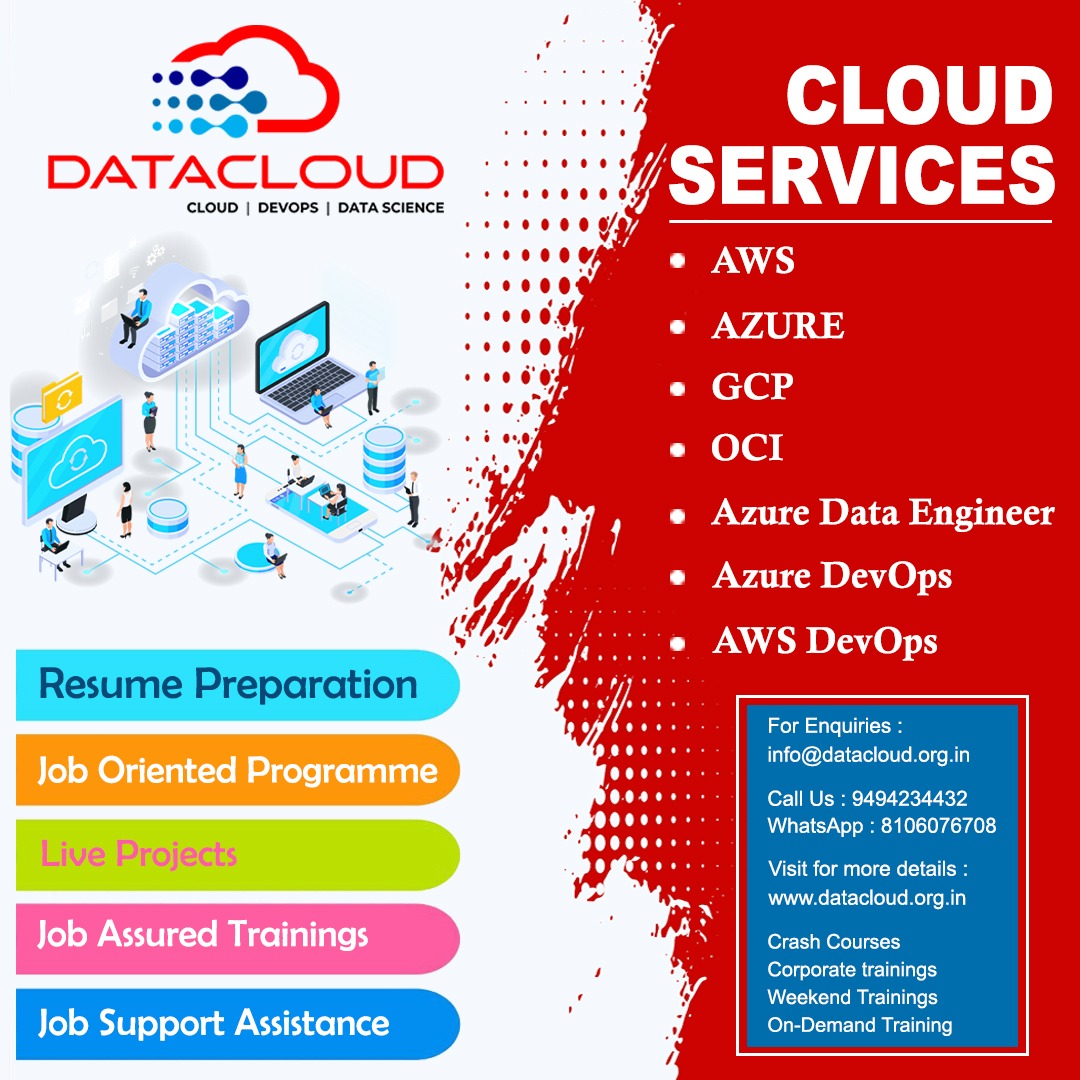 DATACLOUD
CLOUD | DEVOPS | DATA SCIENCE
CLOUD
SERVICES
AWS
AZURE
GCP
OCI
Azure Data Engineer
Azure DevOps
AWS DevOps
Resume Preparation
Job Oriented Programme
Live Projects
Job Assured Trainings
Job Support Assistance
For Enquiries :
info@datacloud.org.in
Call Us : 9494234432
WhatsApp : 8106076708
Visit for more details :
www.datacloud.org.in
Crash Courses
Corporate trainings
Weekend Trainings
On-Demand Training